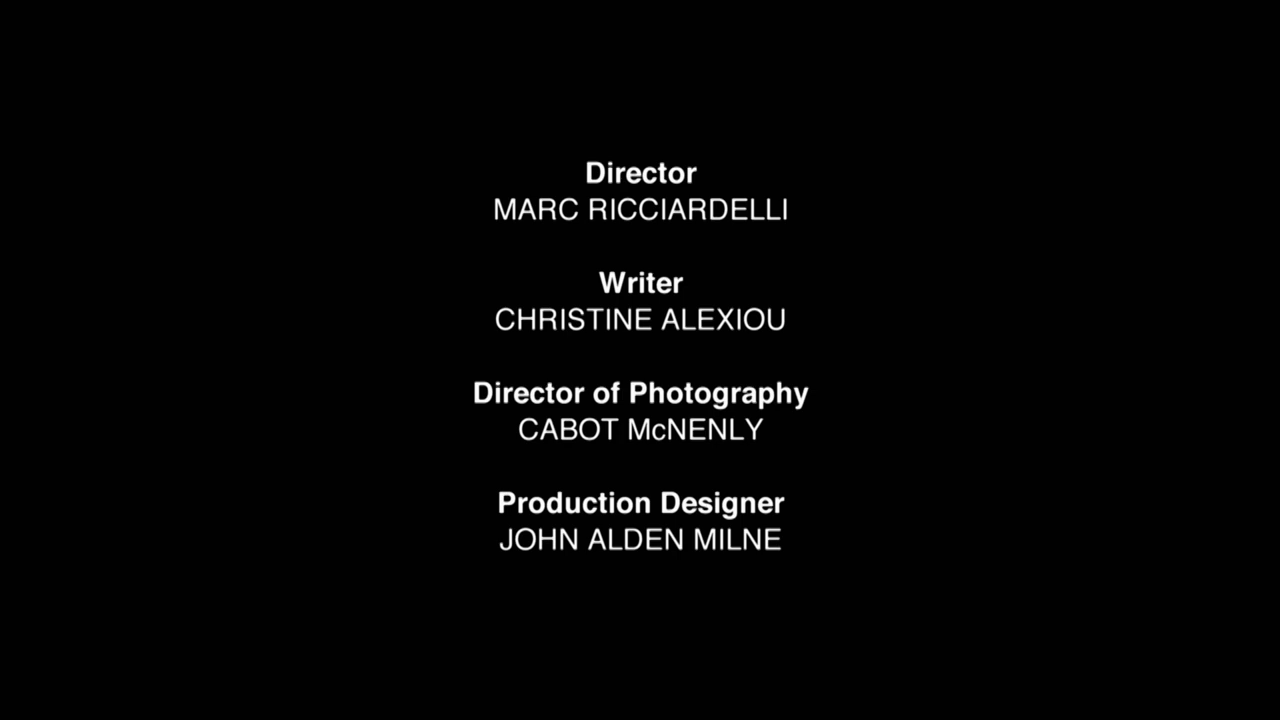 Director
MARC RICCIARDELLI
Writer
CHRISTINE ALEXIOU
Director of Photography
CABOT McNENLY
Production Designer
JOHN ALDEN MILNE